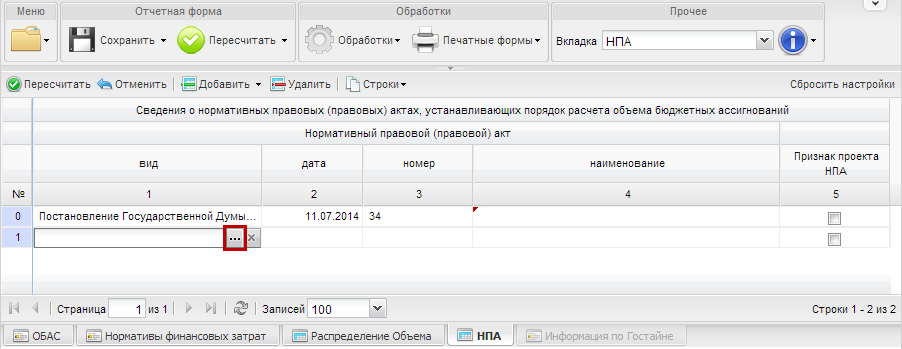 Меню
Отчетная форма
Обработки
Прочее
Сохранить
Пересчитать
Обработки
Печатные формы
Вкладка НПА
Пересчитать Отменить Добавить Удалить Строки Сбросить настройки
Сведения о нормативных правовых (правовых) актах, устанавливающих порядок расчета объема бюджетных ассигнований
Нормативный правовой (правовой) акт
вид дата номер наименование Признак проекта
НПА
№ 1 2 3 4 5
0 Постановление Государственной Думы... 11.07.2014 34
1 ...
Страница 1 из 1 Записей 100 Строки 1 - 2 из 2
ОБАС Нормативы финансовых затрат Распределение Объема НПА Информация по Гостайне